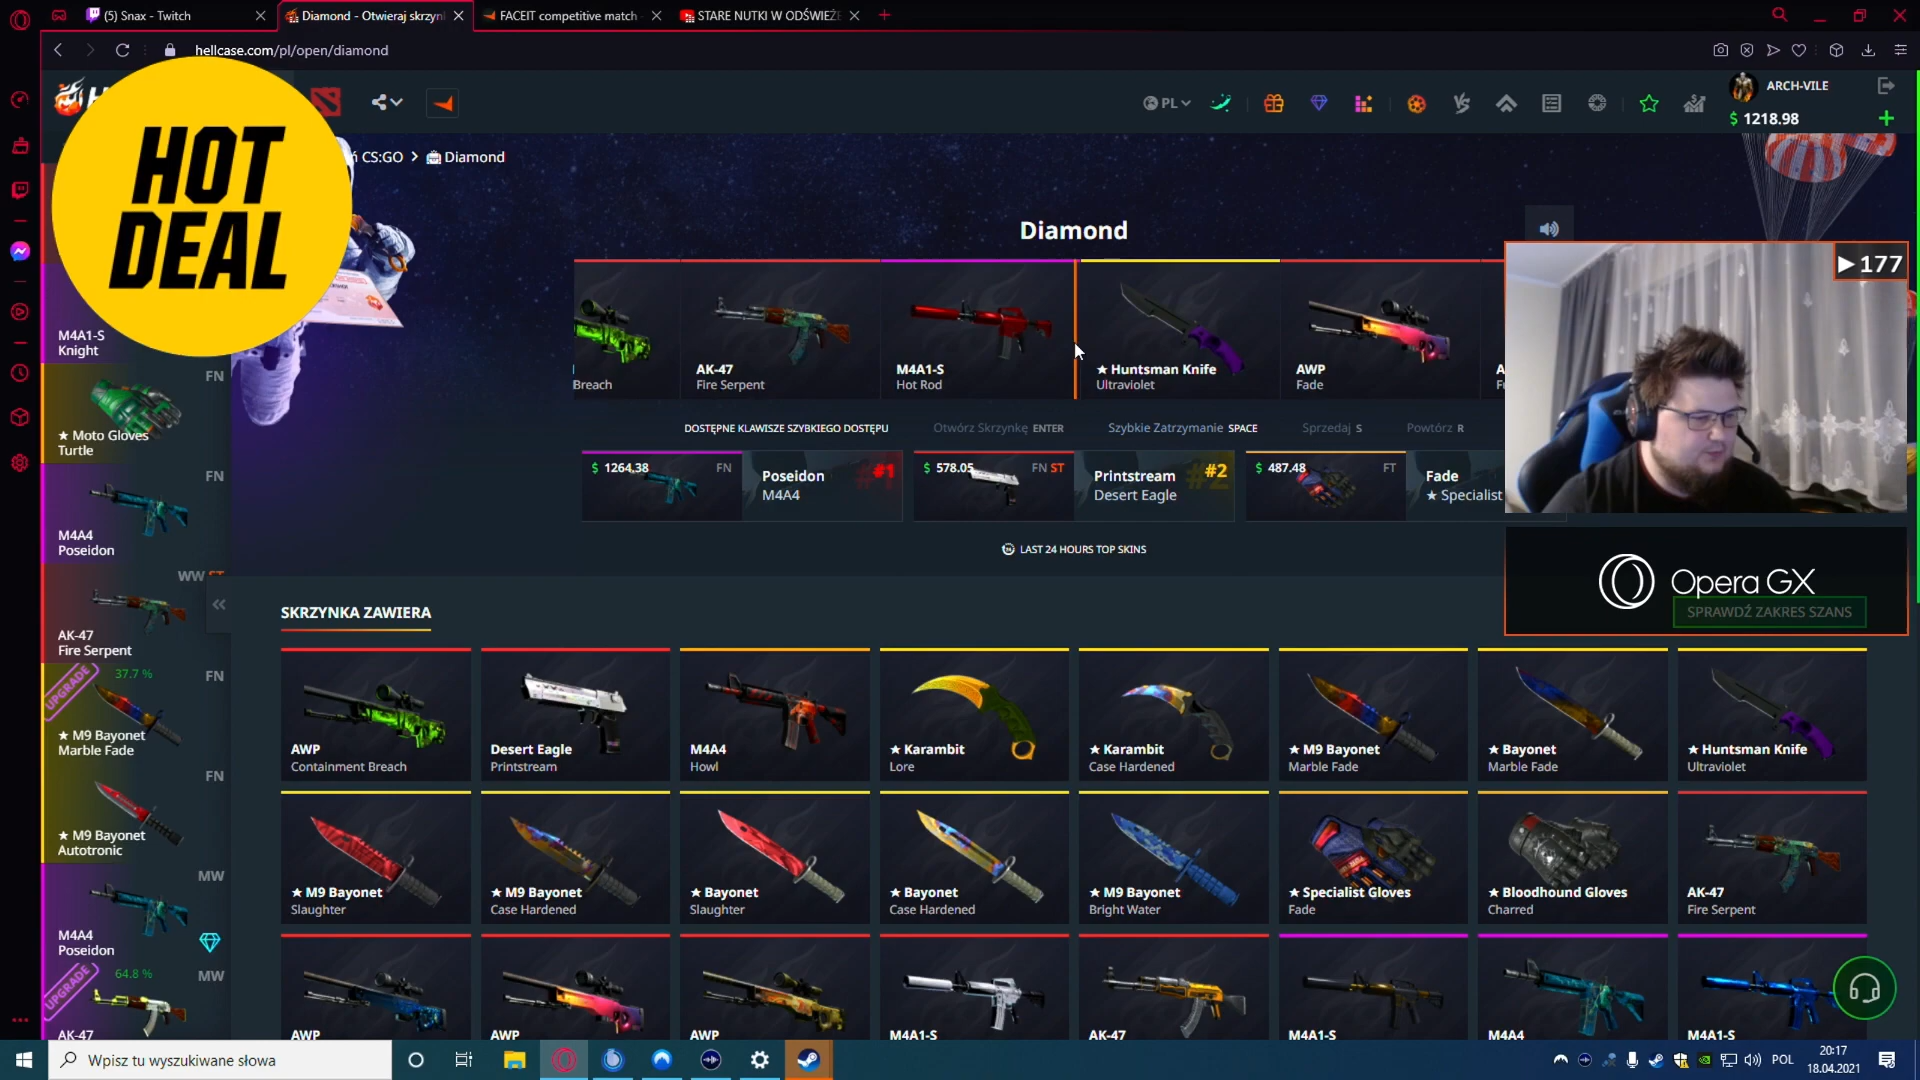 (5) Snax - Twitch
Diamond - Otwieraj skrzyn
FACEIT competitive match
STARE NUTKI W ODŚWIEŻ
hellcase.com/pl/open/diamond
HOT
DEAL
PL
ARCH-VILE
$ 1218.98
CS:GO > Diamond
Diamond
177
Breach
AK-47
Fire Serpent
M4A1-S
Hot Rod
★ Huntsman Knife
Ultraviolet
AWP
Fade
DOSTĘPNE KLAWISZE SZYBKIEGO DOSTĘPU
Otwórz Skrzynkę ENTER
Szybkie Zatrzymanie SPACE
Sprzedaj S
Powtórz R
$ 1264.38
FN
Poseidon
M4A4
#1
$ 578.05
FN ST
Printstream
Desert Eagle
#2
$ 487.48
FT
Fade
★ Specialist
LAST 24 HOURS TOP SKINS
Opera GX
SPRAWDŹ ZAKRES SZANS
M4A1-S
Knight
FN
★ Moto Gloves
Turtle
FN
M4A4
Poseidon
WW ST
AK-47
Fire Serpent
UPGRADE
37.7 %
FN
★ M9 Bayonet
Marble Fade
FN
★ M9 Bayonet
Autotronic
MW
M4A4
Poseidon
UPGRADE
64.8 %
MW
AK-47
SKRZYNKA ZAWIERA
AWP
Containment Breach
Desert Eagle
Printstream
M4A4
Howl
★ Karambit
Lore
★ Karambit
Case Hardened
★ M9 Bayonet
Marble Fade
★ Bayonet
Marble Fade
★ Huntsman Knife
Ultraviolet
★ M9 Bayonet
Slaughter
★ M9 Bayonet
Case Hardened
★ Bayonet
Slaughter
★ Bayonet
Case Hardened
★ M9 Bayonet
Bright Water
★ Specialist Gloves
Fade
★ Bloodhound Gloves
Charred
AK-47
Fire Serpent
AWP
AWP
AWP
M4A1-S
AK-47
M4A1-S
M4A4
M4A1-S
Wpisz tu wyszukiwane słowa
POL
20:17
18.04.2021